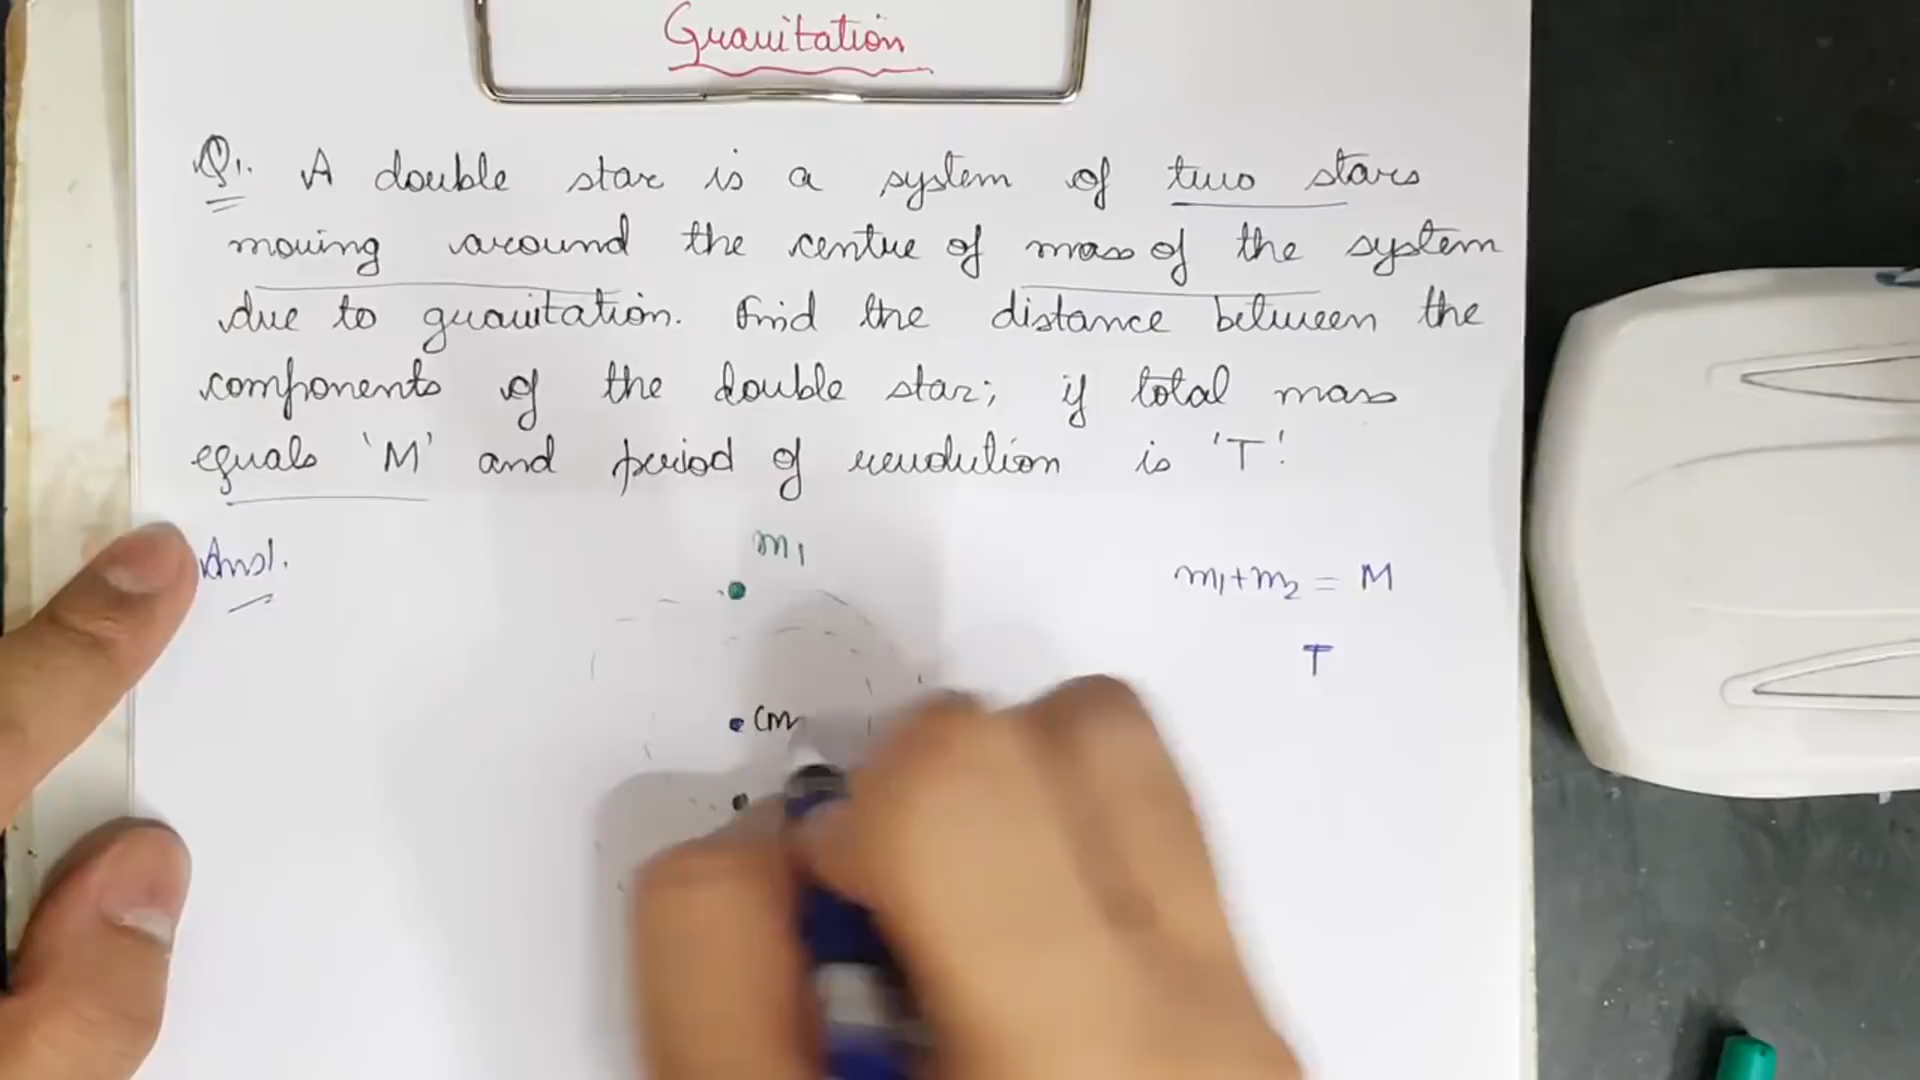 Gravitation
Q1. A double star is a system of two stars
moving around the centre of mass of the system
due to gravitation. Find the distance between the
components of the double star; if total mass
equals 'M' and period of revolution is 'T'.
Ans1.
m1
m1+m2 = M
T
Cm